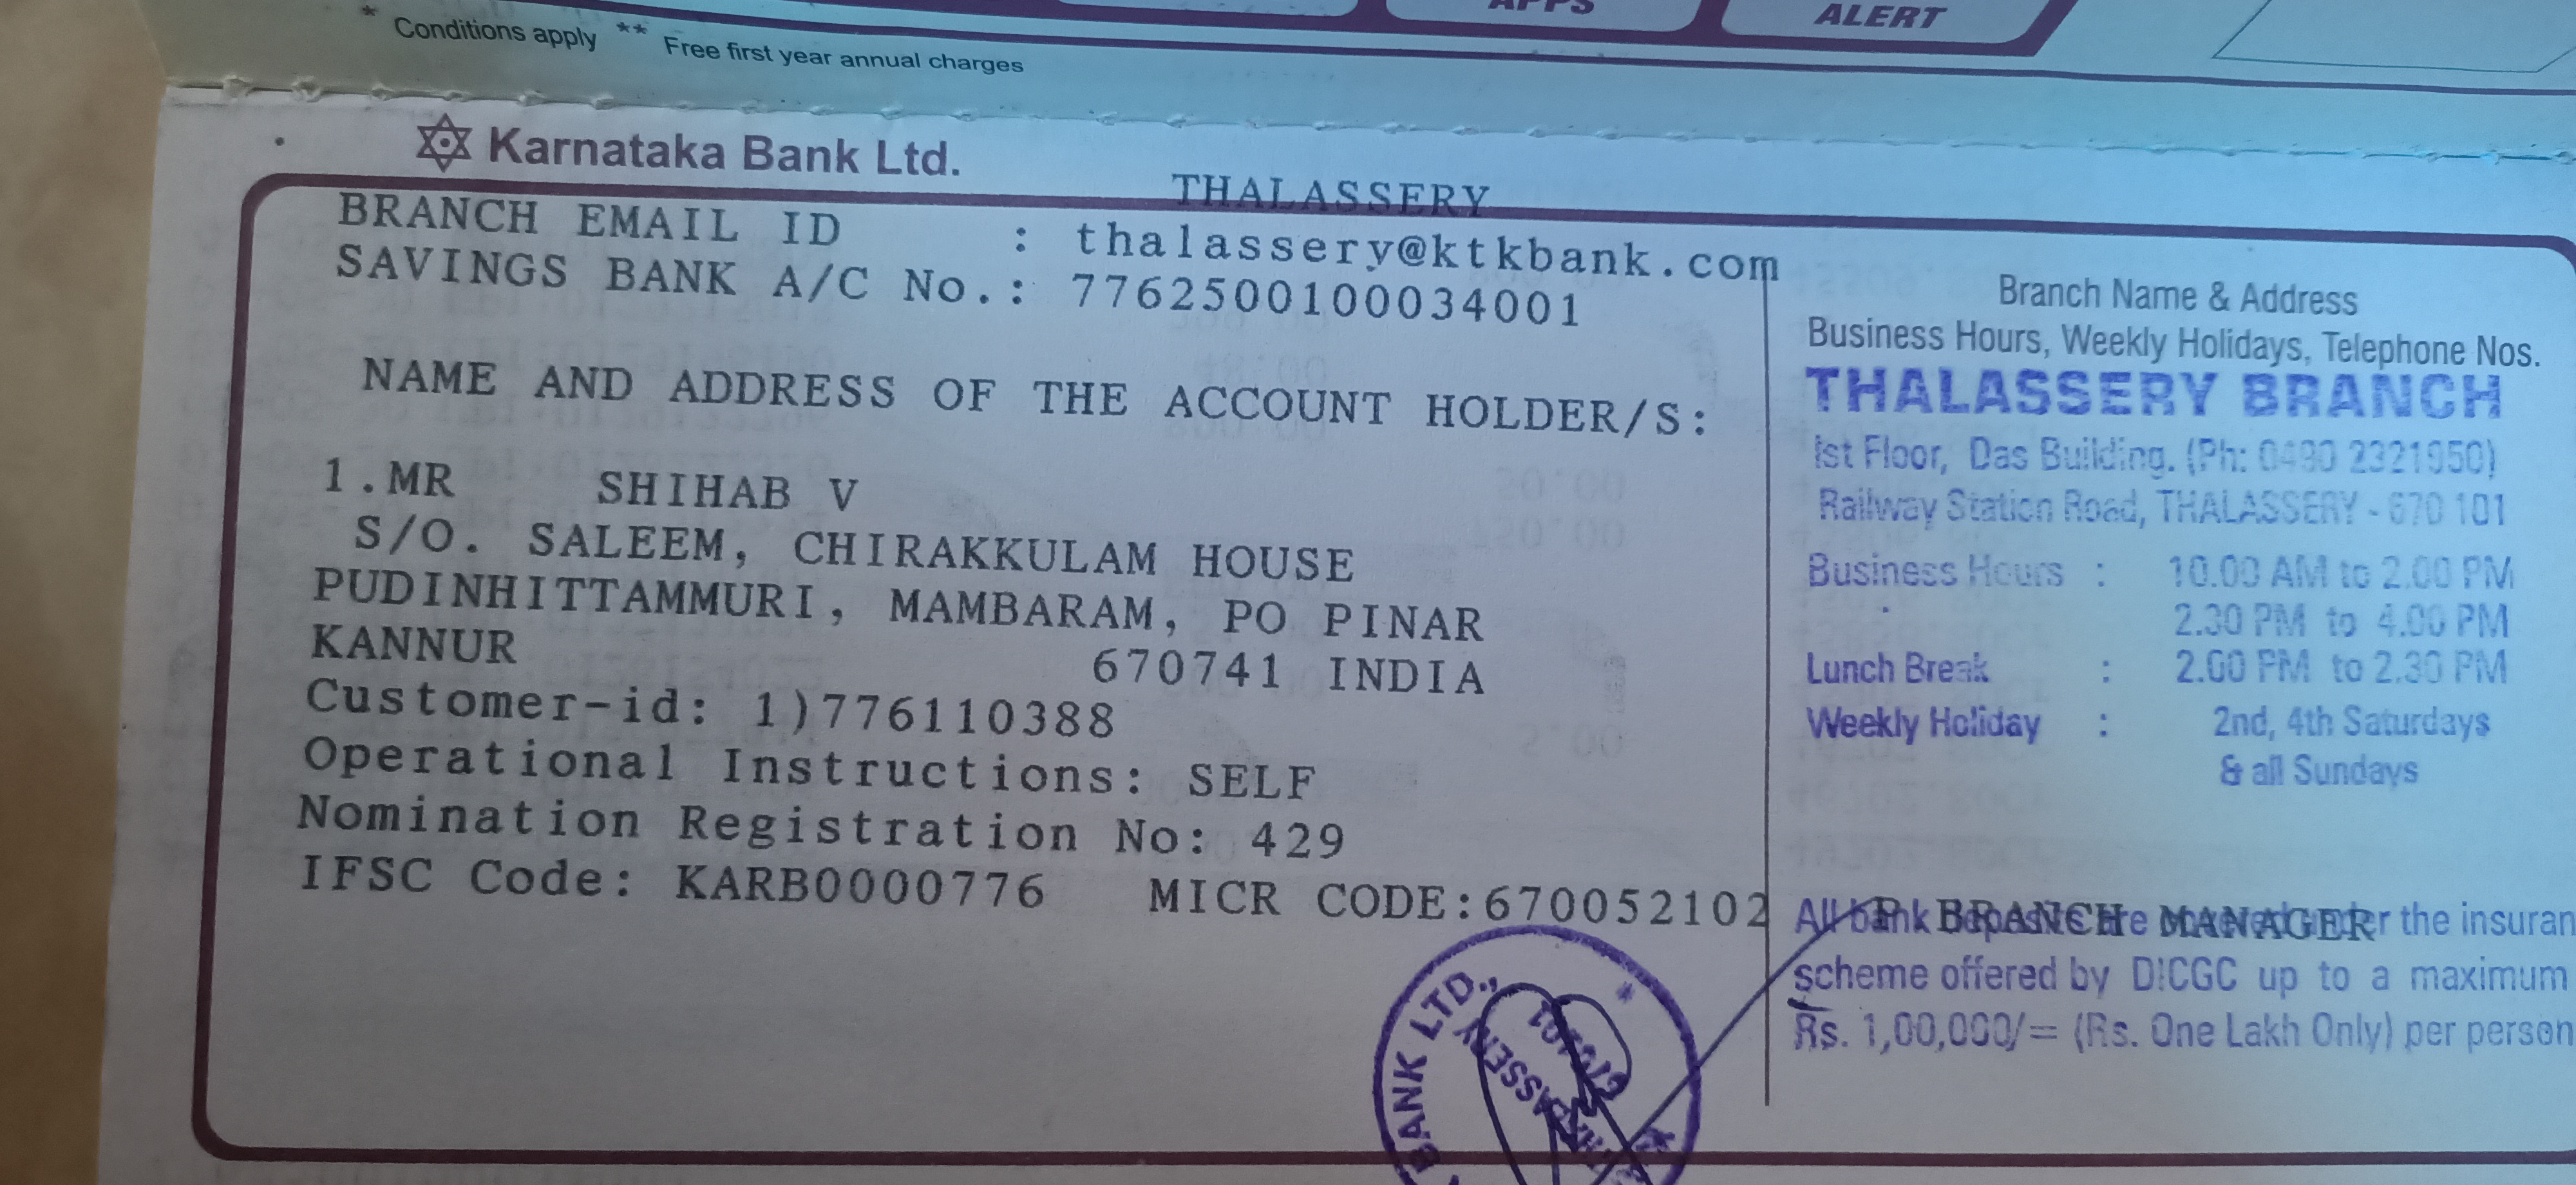 APPS
ALERT
* Conditions apply ** Free first year annual charges
Karnataka Bank Ltd.
THALASSERY
BRANCH EMAIL ID : thalassery@ktkbank.com
SAVINGS BANK A/C No.: 7762500100034001
NAME AND ADDRESS OF THE ACCOUNT HOLDER/S:
1.MR SHIHAB V
S/O. SALEEM, CHIRAKKULAM HOUSE
PUDINHITTAMMURI, MAMBARAM, PO PINAR
KANNUR 670741 INDIA
Customer-id: 1)776110388
Operational Instructions: SELF
Nomination Registration No: 429
IFSC Code: KARB0000776 MICR CODE:670052102
BANK LTD.,
THALASSERY
Branch Name & Address
Business Hours, Weekly Holidays, Telephone Nos.
THALASSERY BRANCH
Ist Floor, Das Building. (Ph: 0490 2321950)
Railway Station Road, THALASSERY - 670 101
Business Hours : 10.00 AM to 2.00 PM
2.30 PM to 4.00 PM
Lunch Break : 2.00 PM to 2.30 PM
Weekly Holiday : 2nd, 4th Saturdays
& all Sundays
BRANCH MANAGER
All bank are the insuran
scheme offered by DICGC up to a maximum
Rs. 1,00,000/= (Rs. One Lakh Only) per person